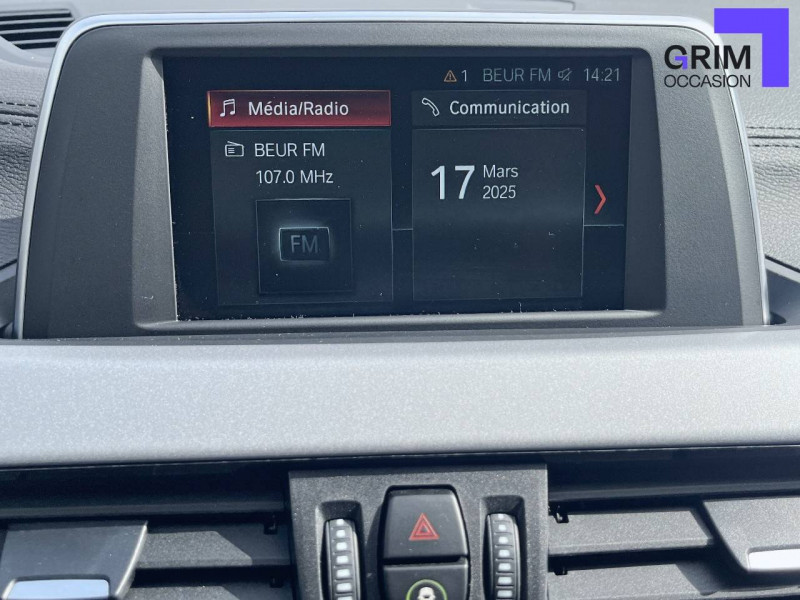 GRIM
OCCASION
1 BEUR FM 14:21
Média/Radio
Communication
BEUR FM
107.0 MHz
FM
17 Mars
2025